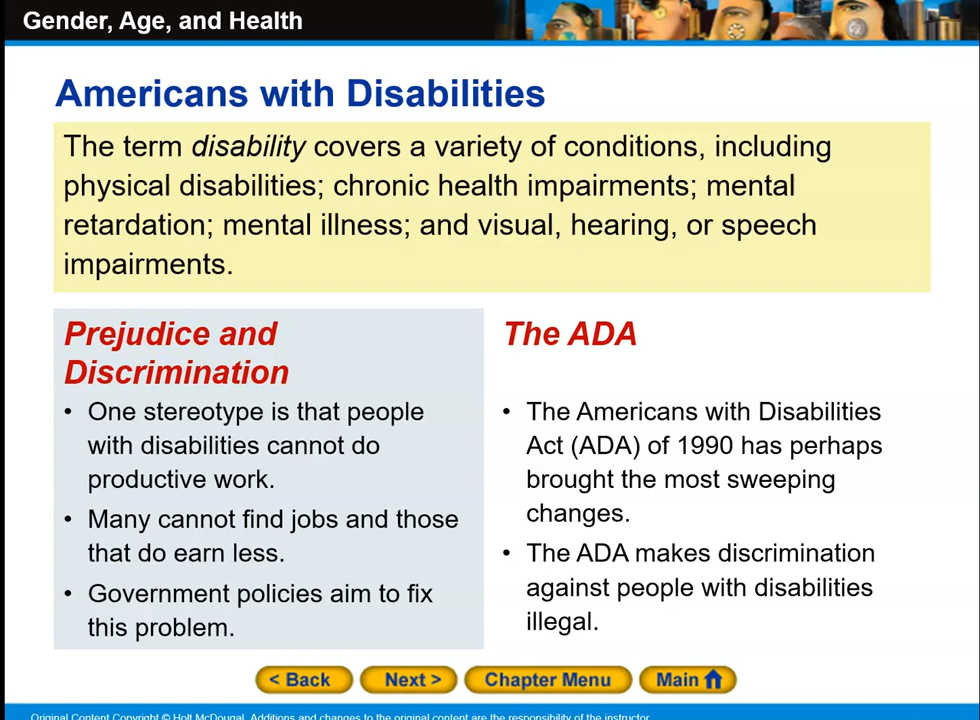 Gender, Age, and Health
Americans with Disabilities
The term disability covers a variety of conditions, including
physical disabilities; chronic health impairments; mental
retardation; mental illness; and visual, hearing, or speech
impairments.
Prejudice and
Discrimination
• One stereotype is that people
with disabilities cannot do
productive work.
• Many cannot find jobs and those
that do earn less.
• Government policies aim to fix
this problem.
The ADA
• The Americans with Disabilities
Act (ADA) of 1990 has perhaps
brought the most sweeping
changes.
• The ADA makes discrimination
against people with disabilities
illegal.
< Back
Next >
Chapter Menu
Main
Original Content Copyright © Holt McDougal. Additions and changes to the original content are the responsibility of the instructor.